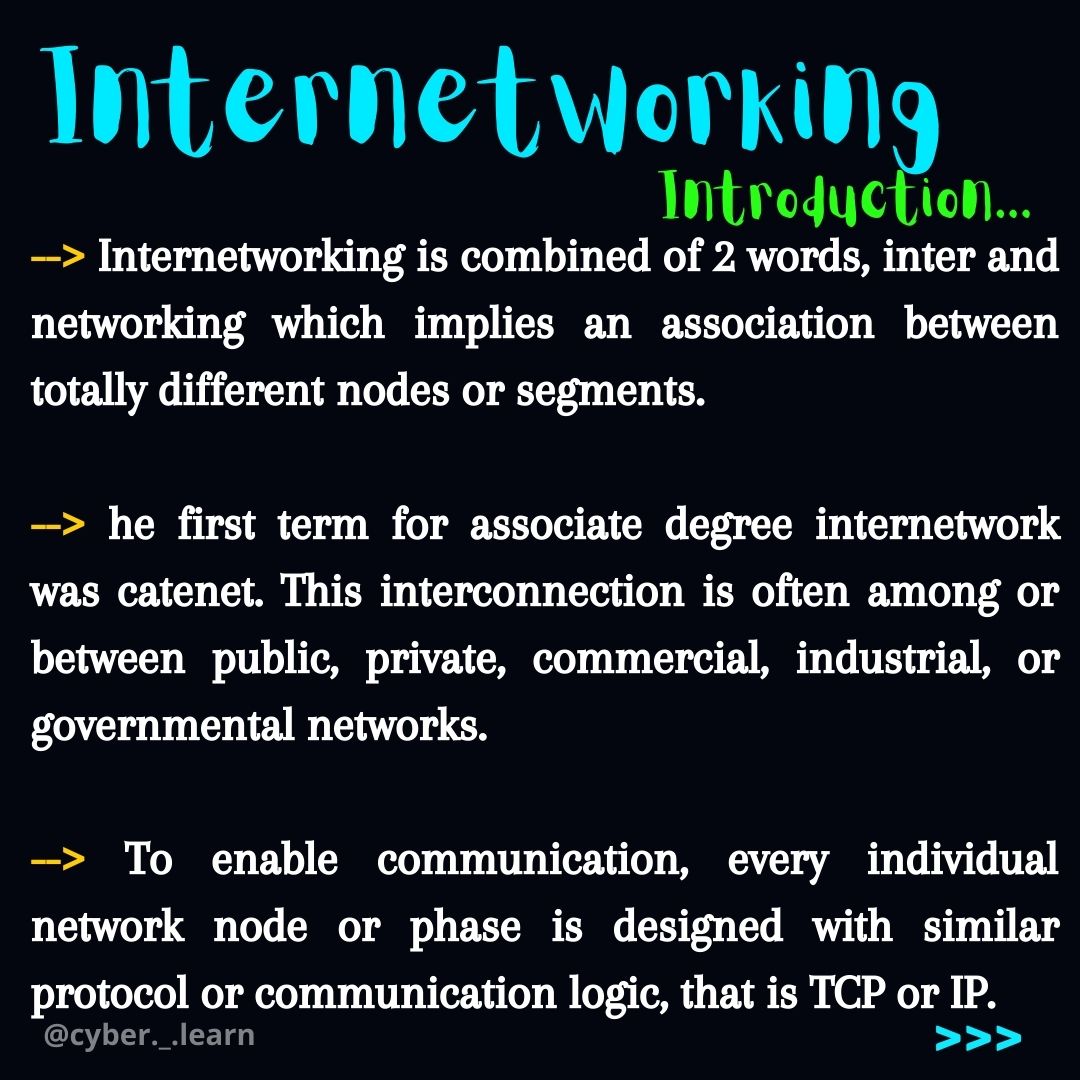 Internetworking
Introduction...
--> Internetworking is combined of 2 words, inter and
networking which implies an association between
totally different nodes or segments.
--> he first term for associate degree internetwork
was catenet. This interconnection is often among or
between public, private, commercial, industrial, or
governmental networks.
--> To enable communication, every individual
network node or phase is designed with similar
protocol or communication logic, that is TCP or IP.
@cyber._.learn
>>>